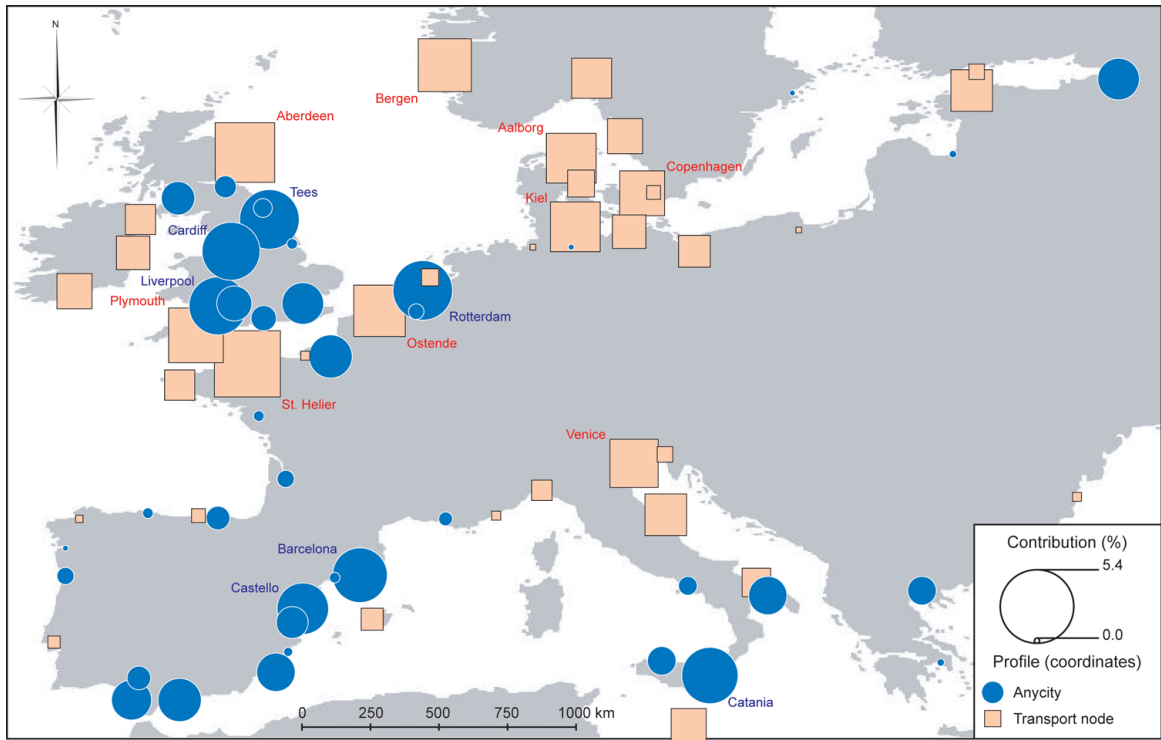 N
Bergen
Aberdeen
Aalborg
Copenhagen
Tees
Kiel
Cardiff
Liverpool
Plymouth
Rotterdam
Ostende
St. Helier
Venice
Barcelona
Castello
Catania
0 250 500 1000 km
Contribution (%)
5.4
0.0
Profile (coordinates)
Anycity
Transport node